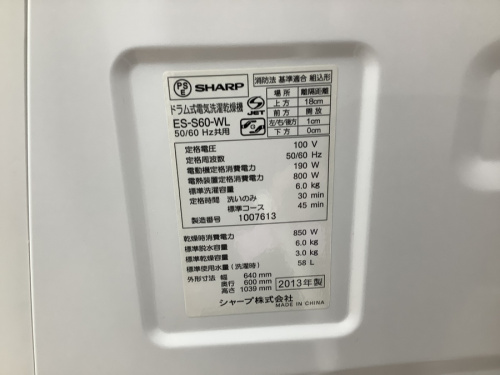 PS
E
SHARP
ドラム式電気洗濯乾燥機
ES-S60-WL
50/60 Hz共用
JET
消防法 基準適合 組込形
場所 離隔距離
上方 18cm
前方 開放
左/右/後方 1cm
下方 0cm
定格電圧 100 V
定格周波数 50/60 Hz
電動機定格消費電力 190 W
電熱装置定格消費電力 800 W
標準洗濯容量 6.0 kg
定格時間 洗いのみ 30 min
標準コース 45 min
製造番号 1007613
乾燥時消費電力 850 W
標準脱水容量 6.0 kg
標準乾燥容量 3.0 kg
標準使用水量 (洗濯時) 58 L
外形寸法 幅 640 mm
奥行 600 mm
高さ 1039 mm
2013年製
シャープ株式会社
MADE IN CHINA